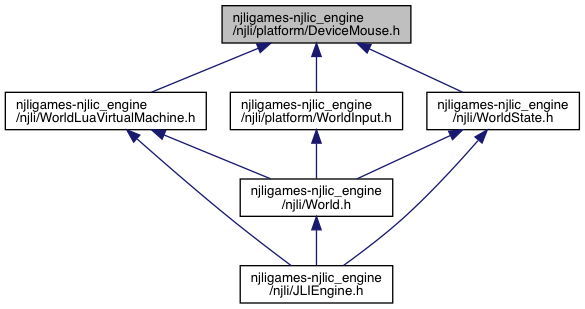 njligames-njlic_engine
/njli/platform/DeviceMouse.h
njligames-njlic_engine
/njli/WorldLuaVirtualMachine.h
njligames-njlic_engine
/njli/platform/WorldInput.h
njligames-njlic_engine
/njli/WorldState.h
njligames-njlic_engine
/njli/World.h
njligames-njlic_engine
/njli/JLIEngine.h